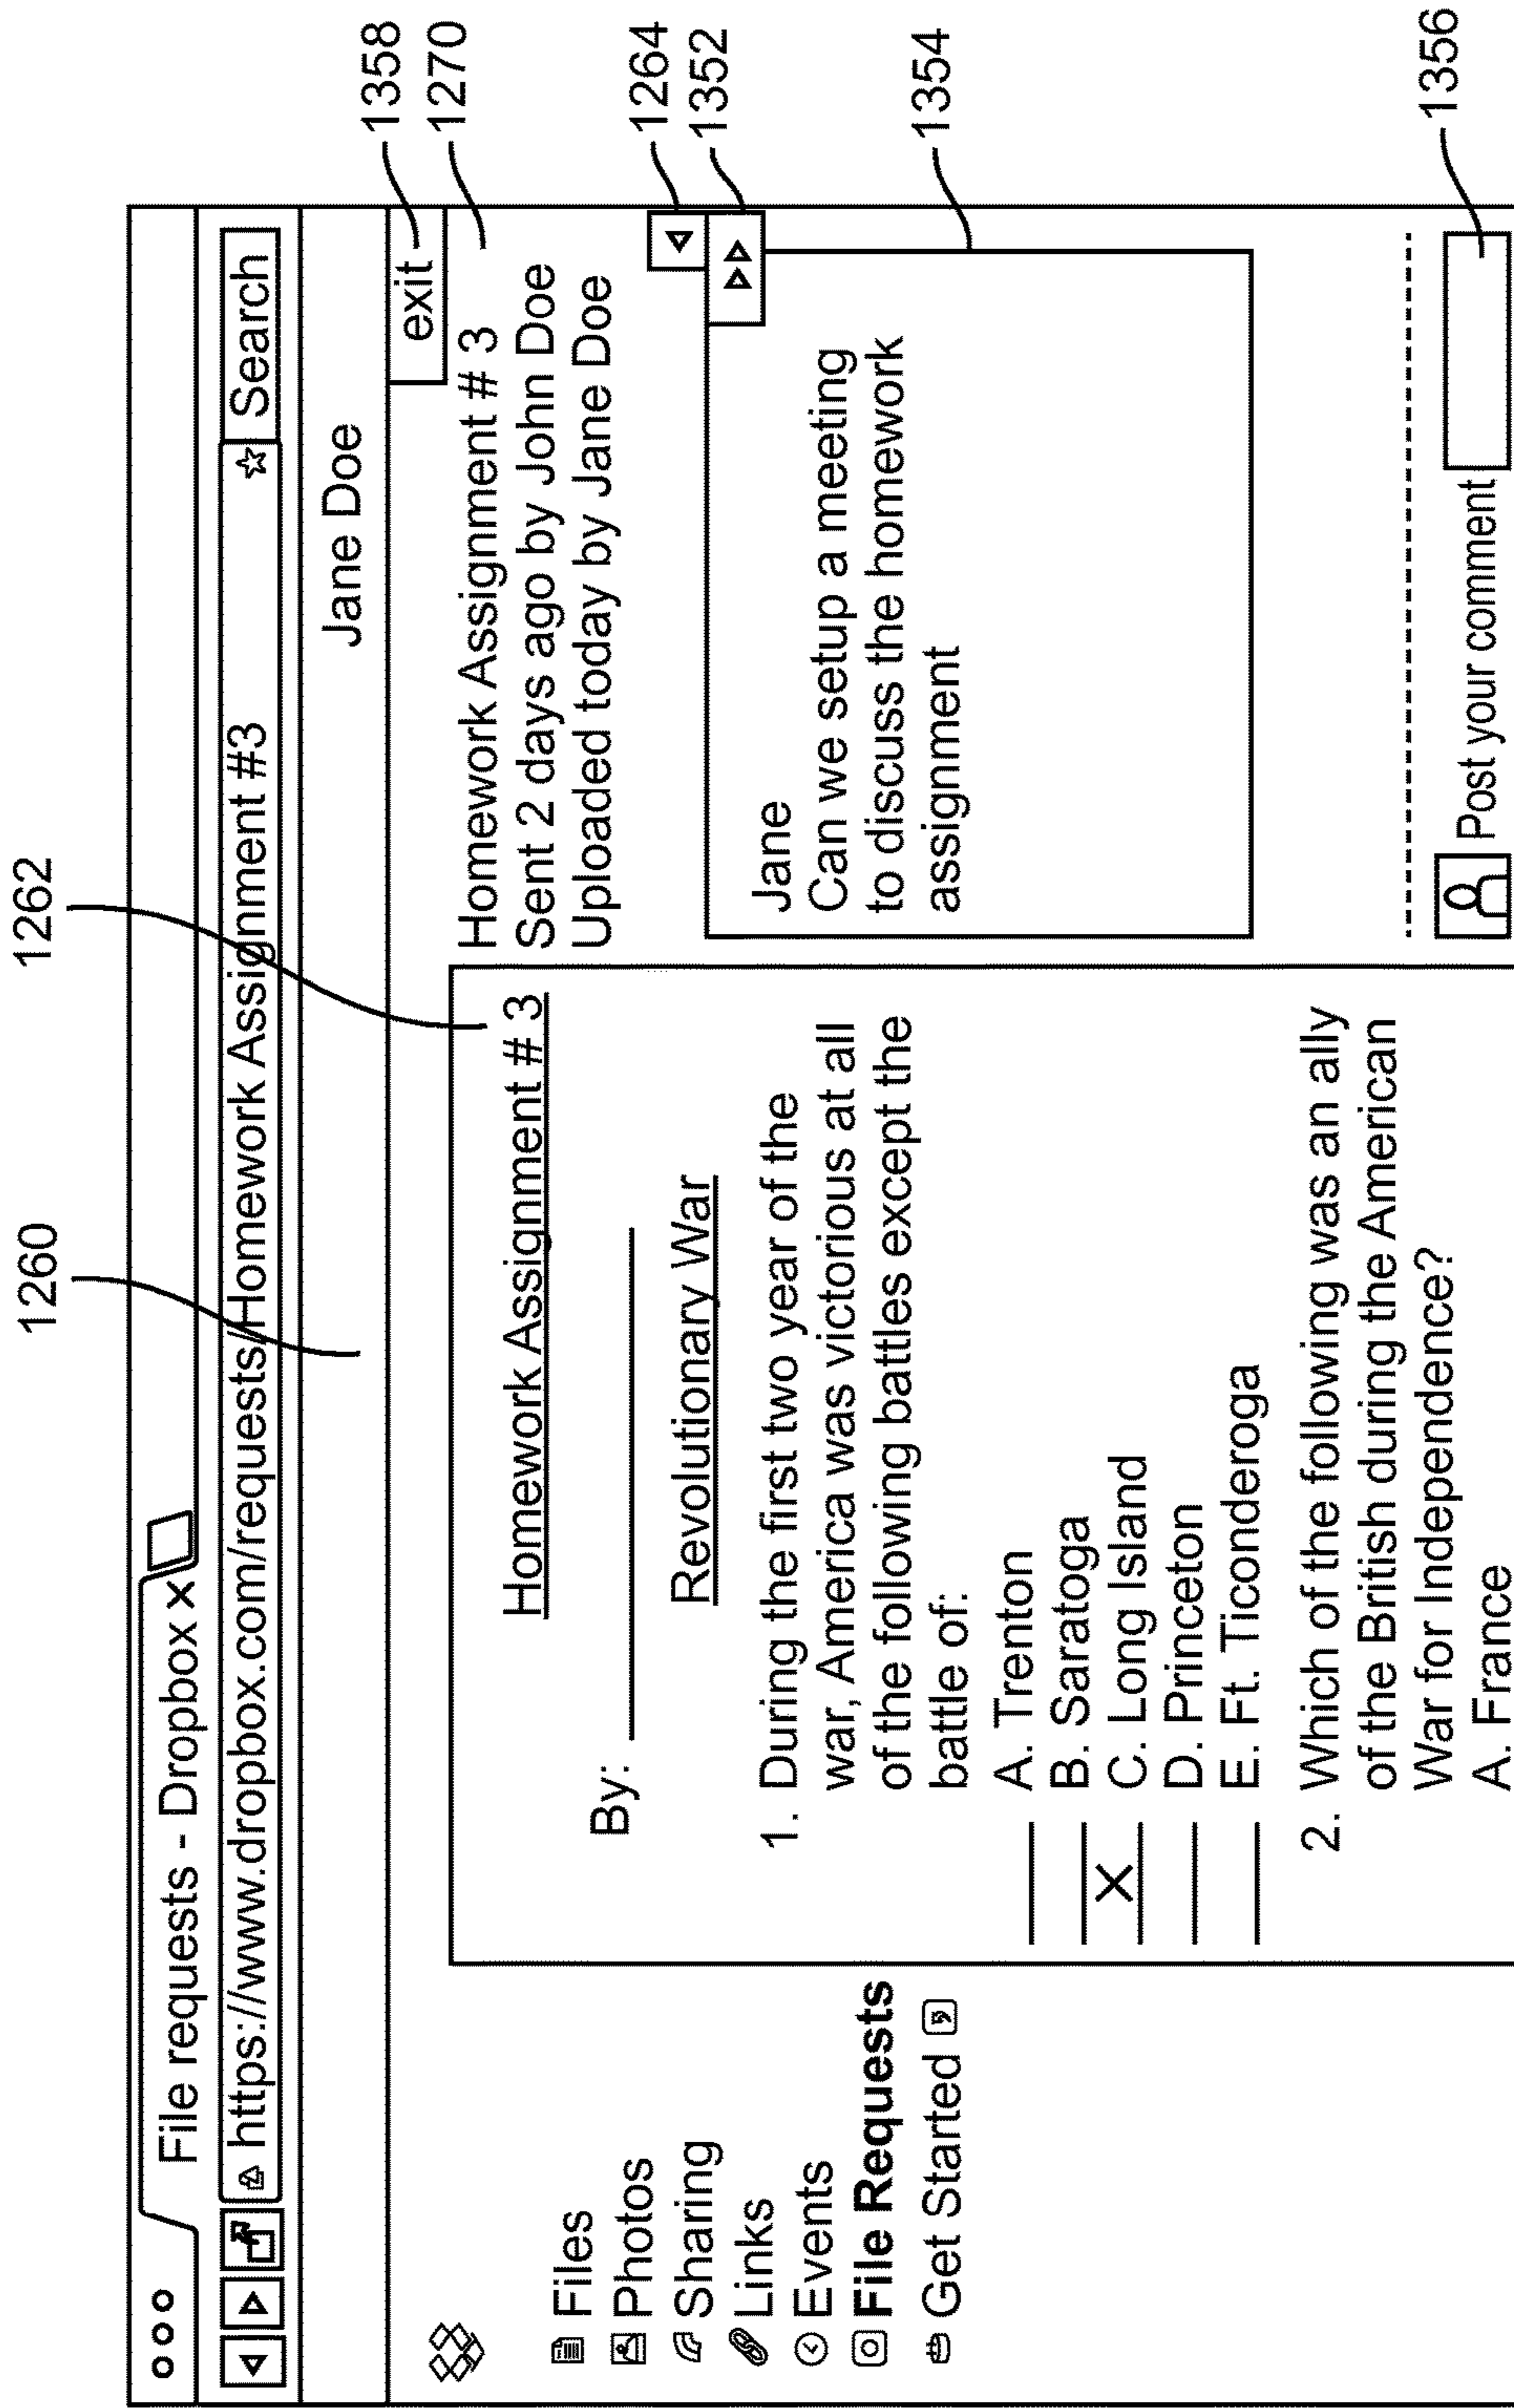 1260
1262
File requests - Dropbox X
https://www.dropbox.com/requests/Homework Assignment #3
Search
Jane Doe
exit
1358
1270
Files
Photos
Sharing
Links
Events
File Requests
Get Started
Homework Assignment # 3
By:
Revolutionary War
1. During the first two year of the
war, America was victorious at all
of the following battles except the
battle of:
A. Trenton
B. Saratoga
X C. Long Island
D. Princeton
E. Ft. Ticonderoga
2. Which of the following was an ally
of the British during the American
War for Independence?
A. France
Homework Assignment # 3
Sent 2 days ago by John Doe
Uploaded today by Jane Doe
1264
1352
Jane
Can we setup a meeting
to discuss the homework
assignment
1354
Post your comment
1356